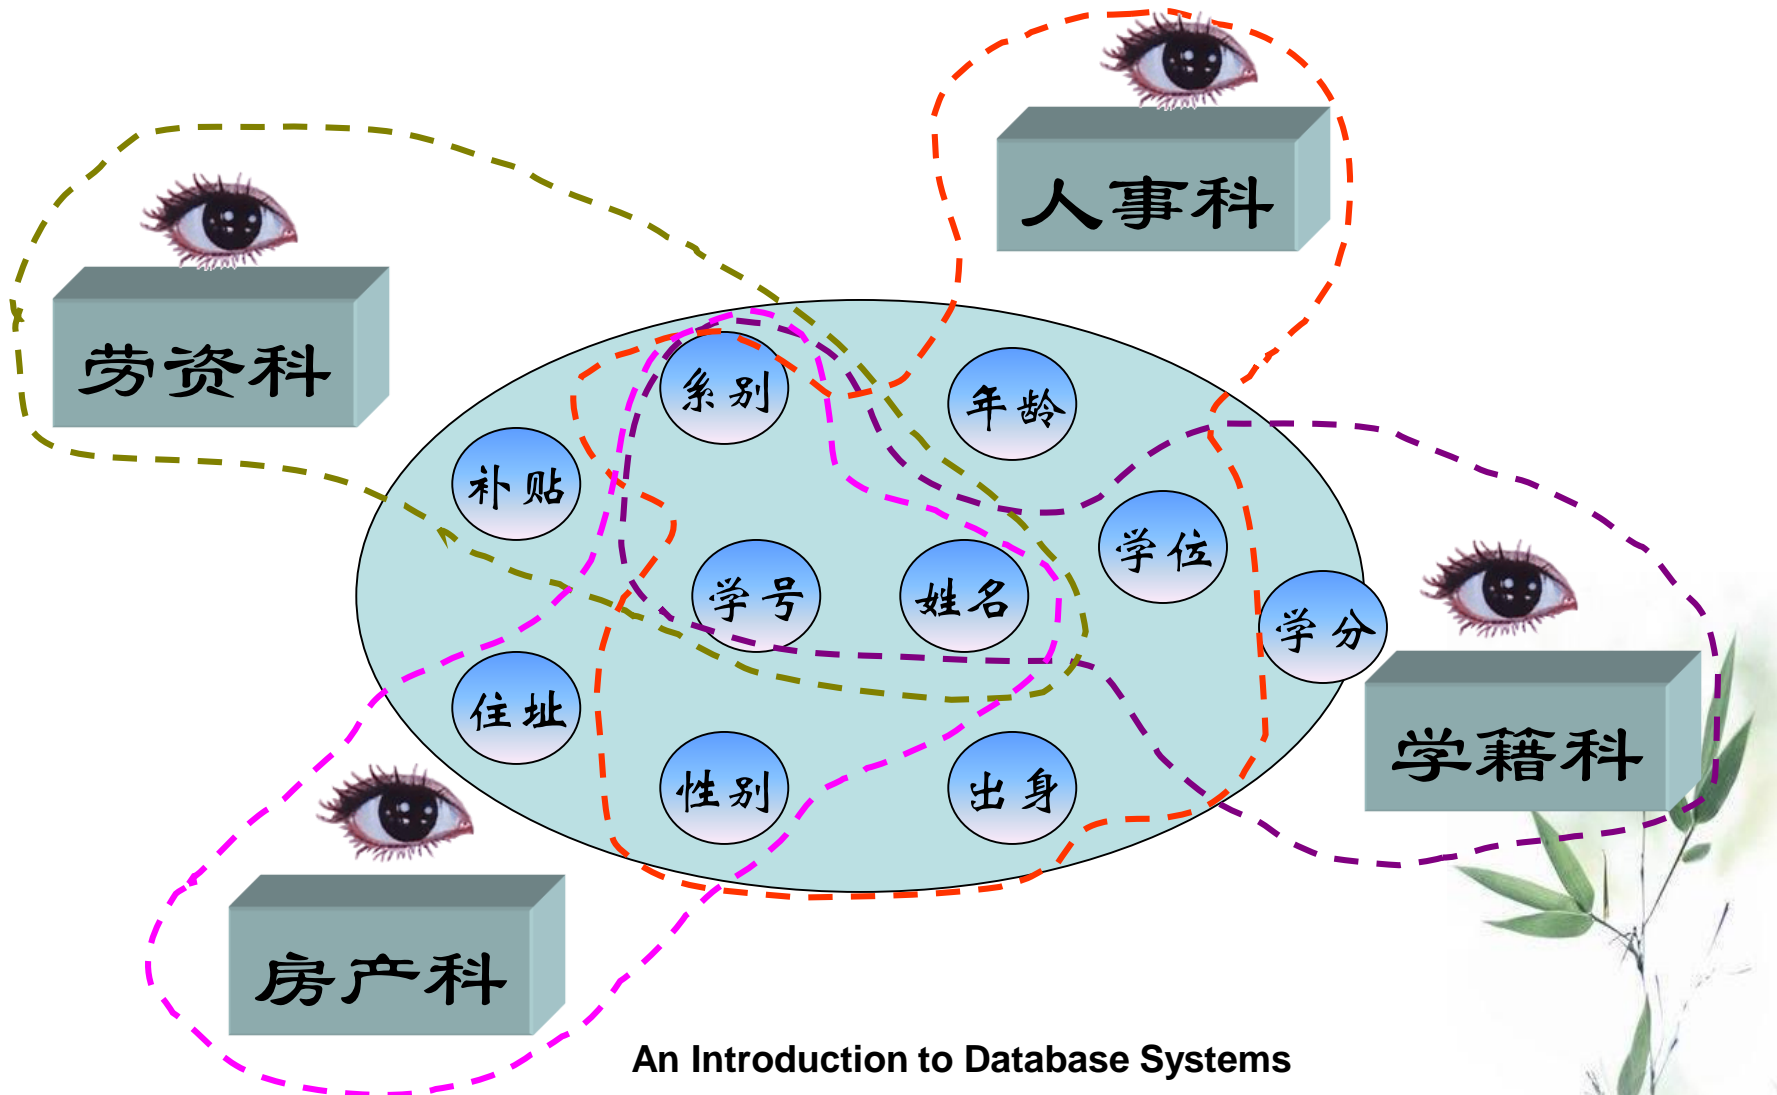 人事科
劳资科
系别
年龄
补贴
学位
学号
姓名
学分
住址
学籍科
性别
出身
房产科
An Introduction to Database Systems